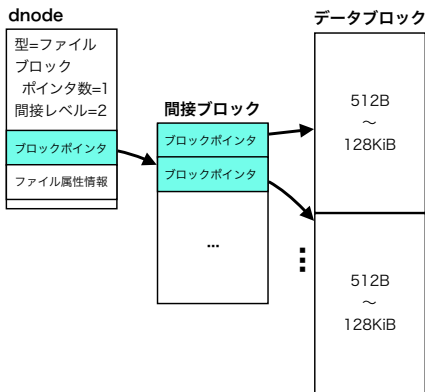 dnode
型=ファイル
ブロック
ポインタ数=1
間接レベル=2
ブロックポインタ
ファイル属性情報
間接ブロック
ブロックポインタ
ブロックポインタ
...
データブロック
512B
〜
128KiB
...
512B
〜
128KiB